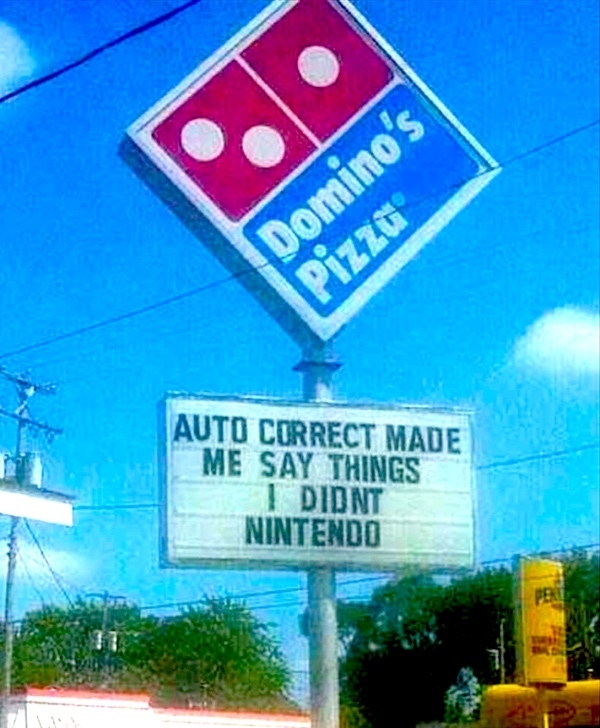 Domino's
Pizza
AUTO CORRECT MADE
ME SAY THINGS
I DIDNT
NINTENDO